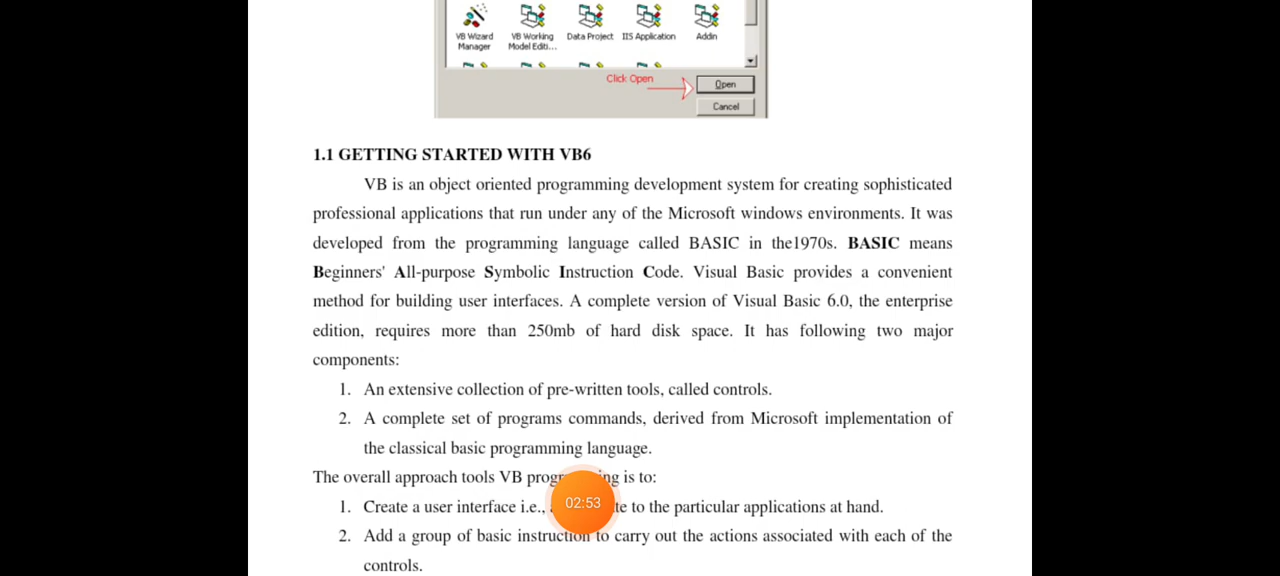 VB Wizard Manager
VB Working Model Editi...
Data Project
IIS Application
Addin
Click Open
Open
Cancel
1.1 GETTING STARTED WITH VB6
VB is an object oriented programming development system for creating sophisticated
professional applications that run under any of the Microsoft windows environments. It was
developed from the programming language called BASIC in the1970s. BASIC means
Beginners' All-purpose Symbolic Instruction Code. Visual Basic provides a convenient
method for building user interfaces. A complete version of Visual Basic 6.0, the enterprise
edition, requires more than 250mb of hard disk space. It has following two major
components:
1. An extensive collection of pre-written tools, called controls.
2. A complete set of programs commands, derived from Microsoft implementation of
the classical basic programming language.
The overall approach tools VB is to:
02:53
1. Create a user interface i.e., to the particular applications at hand.
2. Add a group of basic instruction to carry out the actions associated with each of the
controls.